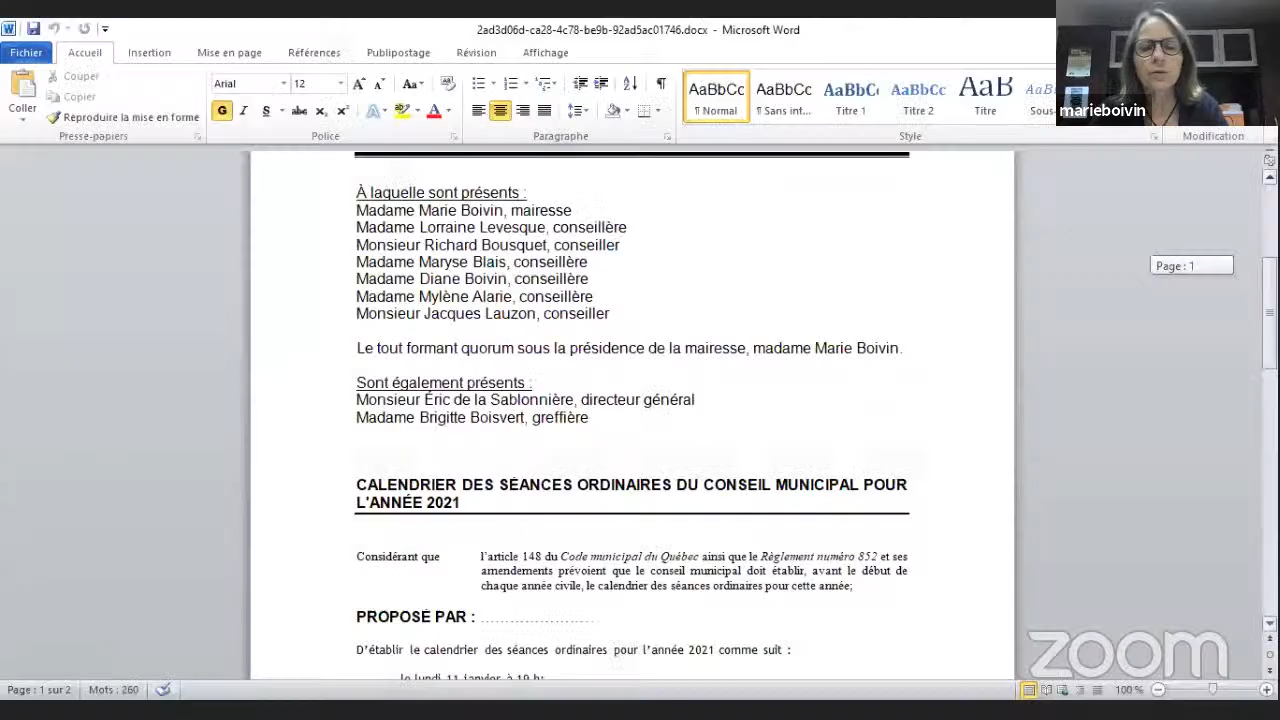 2ad3d06d-ca28-4c78-be9b-92ad5ac01746.docx - Microsoft Word
Fichier Accueil Insertion Mise en page Références Publipostage Révision Affichage
Coller
Couper
Copier
Reproduire la mise en forme
Presse-papiers
Arial 12
G I S abc x₂ x²
Police
Paragraphe
AaBbCc AaBbCc AaBbC AaBbCc AaB
¶ Normal ¶ Sans int... Titre 1 Titre 2 Titre Sous-
Style
Modification
marieboivin
À laquelle sont présents :
Madame Marie Boivin, mairesse
Madame Lorraine Levesque, conseillère
Monsieur Richard Bousquet, conseiller
Madame Maryse Blais, conseillère
Madame Diane Boivin, conseillère
Madame Mylène Alarie, conseillère
Monsieur Jacques Lauzon, conseiller
Le tout formant quorum sous la présidence de la mairesse, madame Marie Boivin.
Sont également présents :
Monsieur Éric de la Sablonnière, directeur général
Madame Brigitte Boisvert, greffière
CALENDRIER DES SÉANCES ORDINAIRES DU CONSEIL MUNICIPAL POUR
L'ANNÉE 2021
Considérant que l'article 148 du Code municipal du Québec ainsi que le Règlement numéro 852 et ses
amendements prévoient que le conseil municipal doit établir, avant le début de
chaque année civile, le calendrier des séances ordinaires pour cette année;
PROPOSÉ PAR : ........................
D'établir le calendrier des séances ordinaires pour l'année 2021 comme suit :
le lundi 11 janvier à 19 h;
Page : 1
zoom
Page : 1 sur 2 Mots : 260 100 %